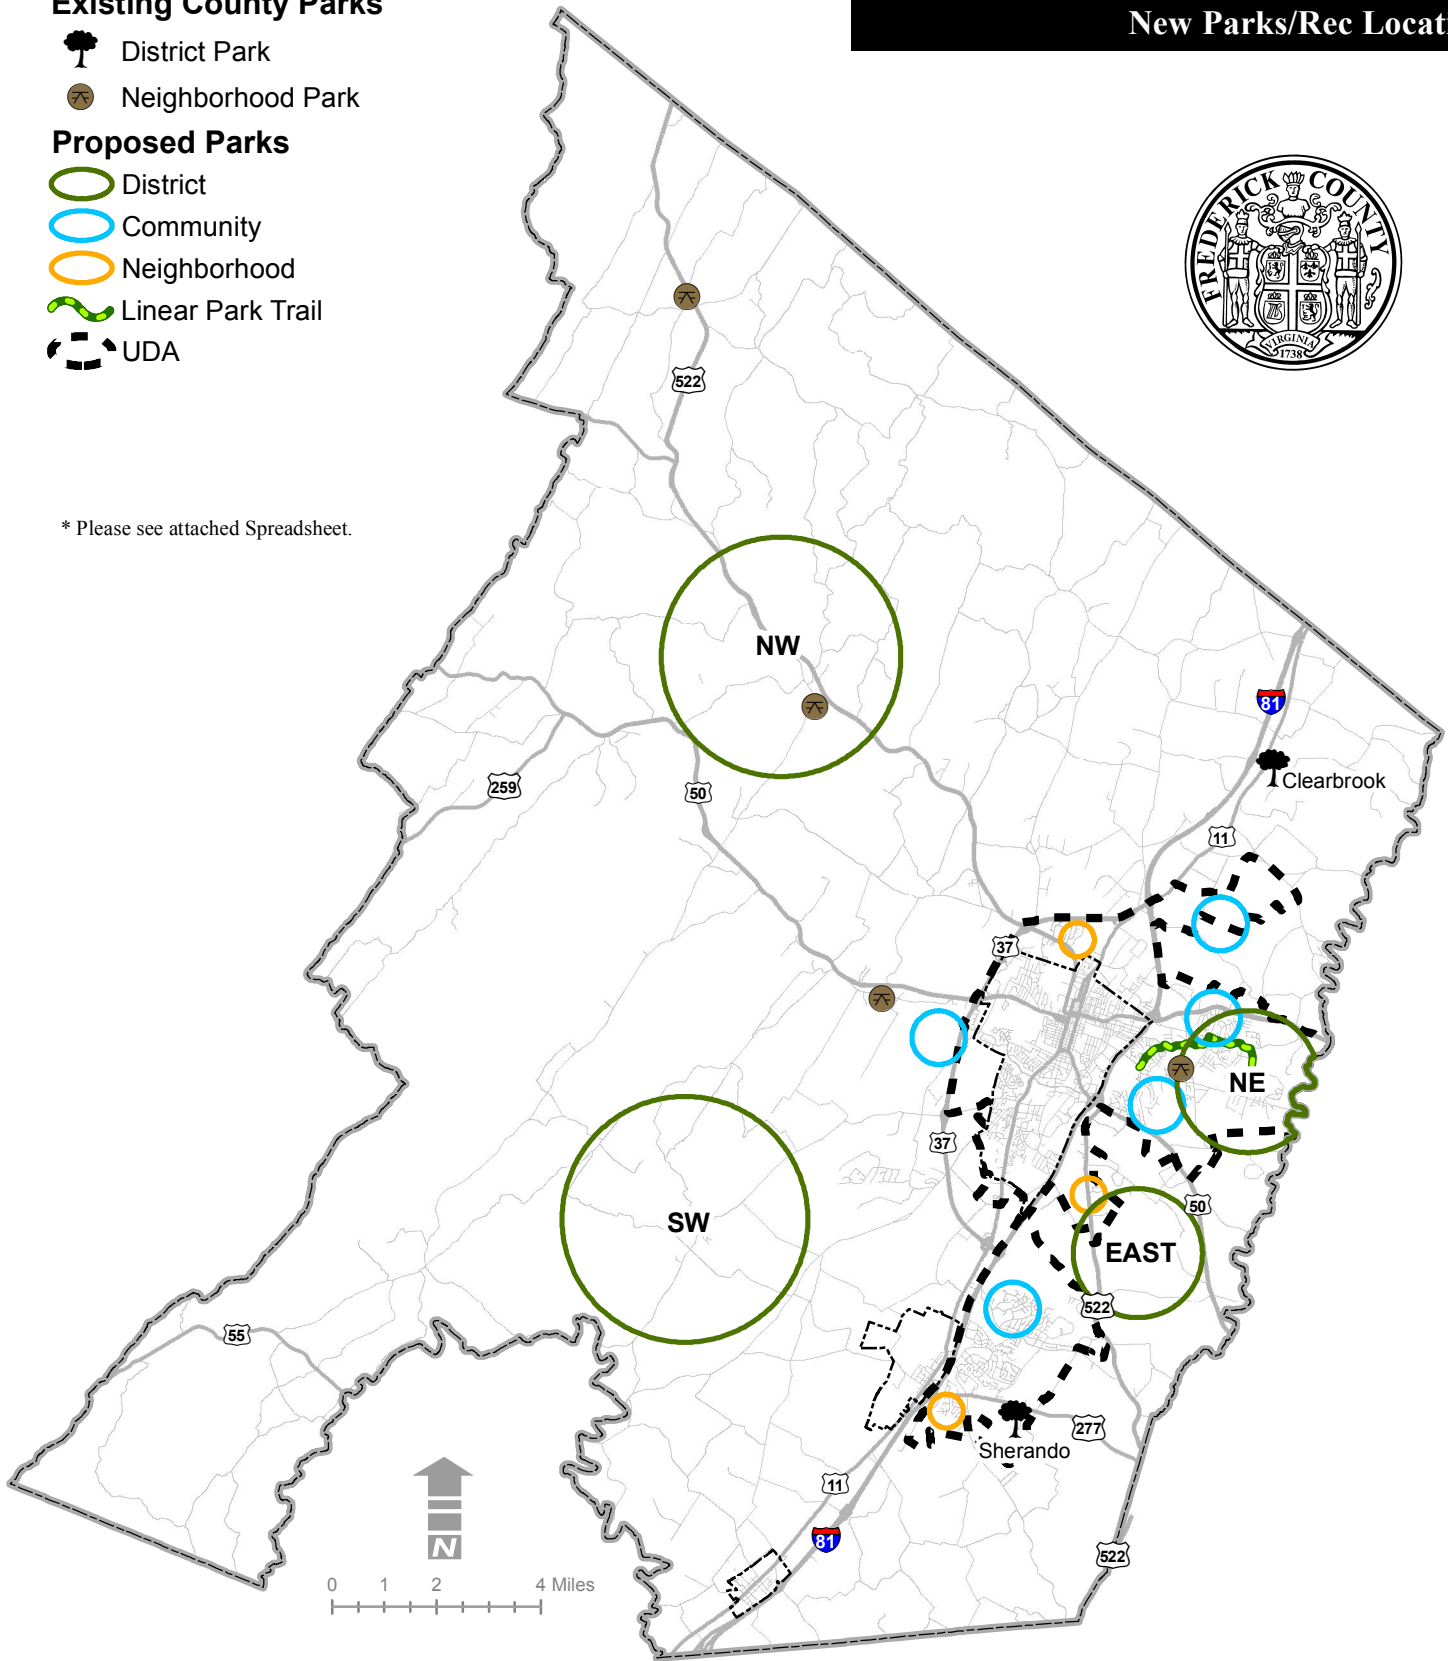 Existing County Parks
District Park
Neighborhood Park
Proposed Parks
District
Community
Neighborhood
Linear Park Trail
UDA
* Please see attached Spreadsheet.
New Parks/Rec Locati
FREDERICK COUNTY
VIRGINIA
1738
522
NW
81
Clearbrook
259
50
11
37
NE
37
SW
50
EAST
522
55
277
Sherando
11
81
522
N
0 1 2 4 Miles